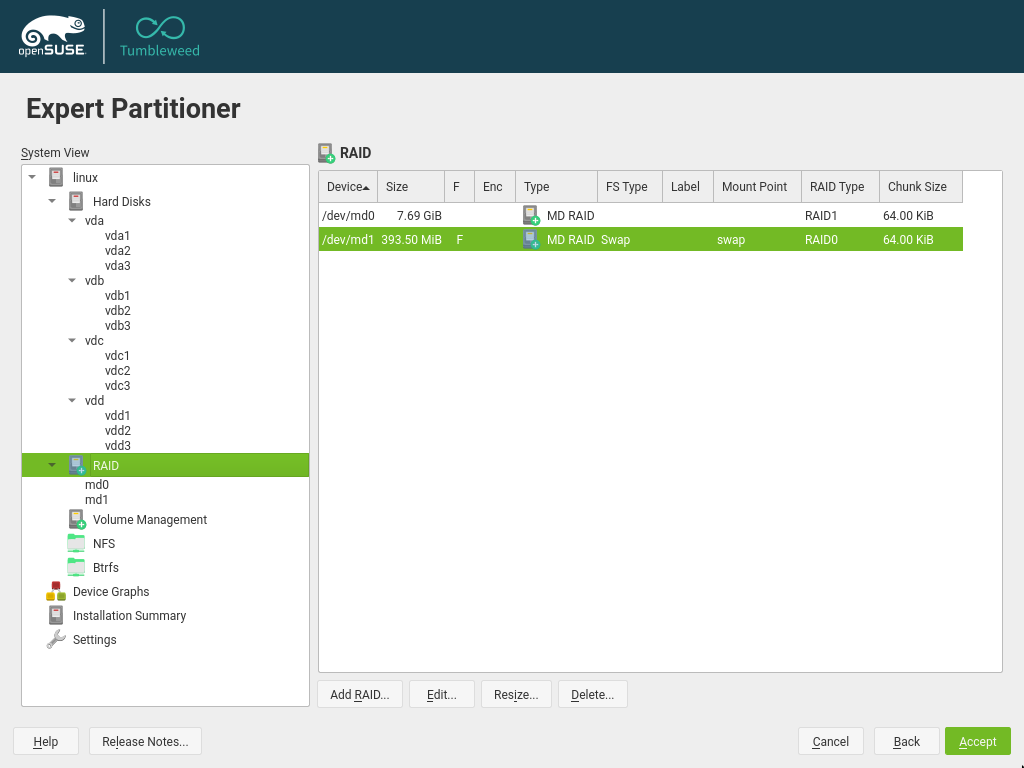 openSUSE
Tumbleweed
Expert Partitioner
System View
linux
Hard Disks
vda
vda1
vda2
vda3
vdb
vdb1
vdb2
vdb3
vdc
vdc1
vdc2
vdc3
vdd
vdd1
vdd2
vdd3
RAID
md0
md1
Volume Management
NFS
Btrfs
Device Graphs
Installation Summary
Settings
RAID
Device Size F Enc Type FS Type Label Mount Point RAID Type Chunk Size
/dev/md0 7.69 GiB MD RAID RAID1 64.00 KiB
/dev/md1 393.50 MiB F MD RAID Swap swap RAID0 64.00 KiB
Add RAID... Edit... Resize... Delete...
Help Release Notes... Cancel Back Accept